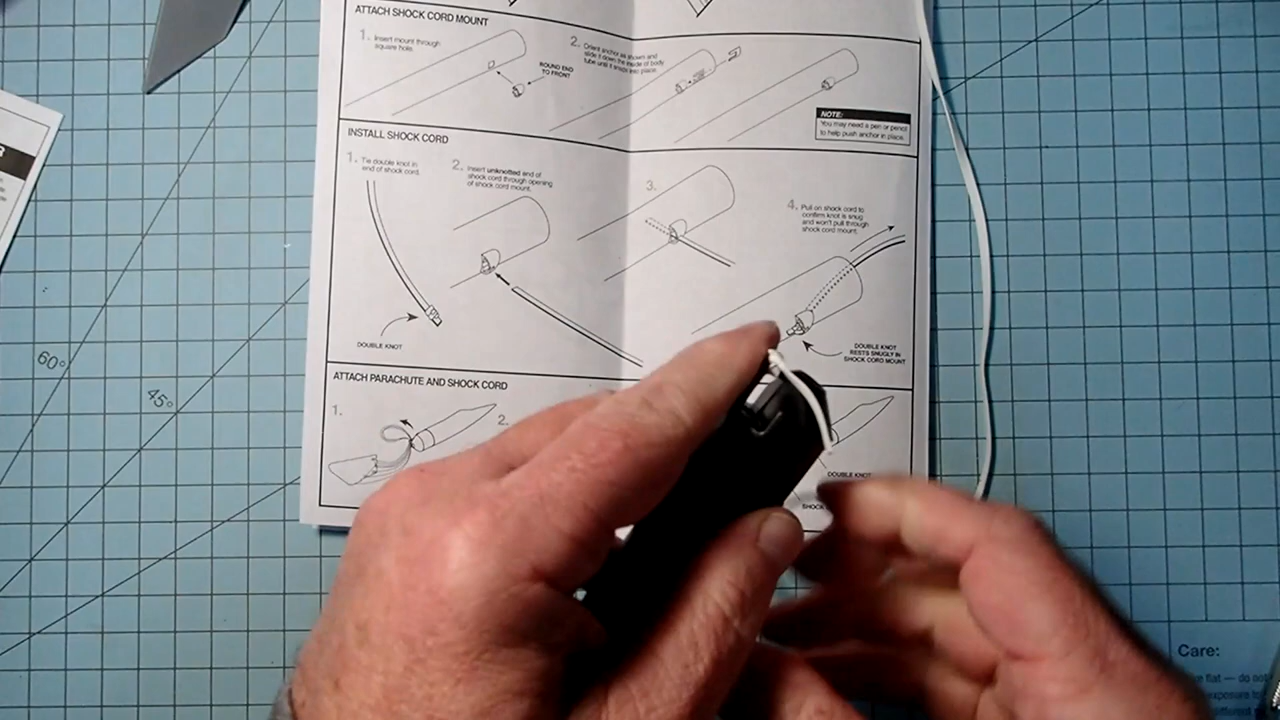 ATTACH SHOCK CORD MOUNT
1. Insert mount through
square hole.
ROUND END
TO FRONT
2. Orient anchor as shown and
slide it down the inside of body
tube until it snaps into place.
NOTE:
You may need a pen or pencil
to help push anchor in place.
INSTALL SHOCK CORD
1. Tie double knot in
end of shock cord.
DOUBLE KNOT
2. Insert unknotted end of
shock cord through opening
of shock cord mount.
3.
4. Pull on shock cord to
confirm knot is snug
and won't pull through
shock cord mount.
DOUBLE KNOT
RESTS SNUGLY IN
SHOCK CORD MOUNT
ATTACH PARACHUTE AND SHOCK CORD
1.
2.
DOUBLE KNOT
60°
45°
R
Care:
flat — do not
exposure to